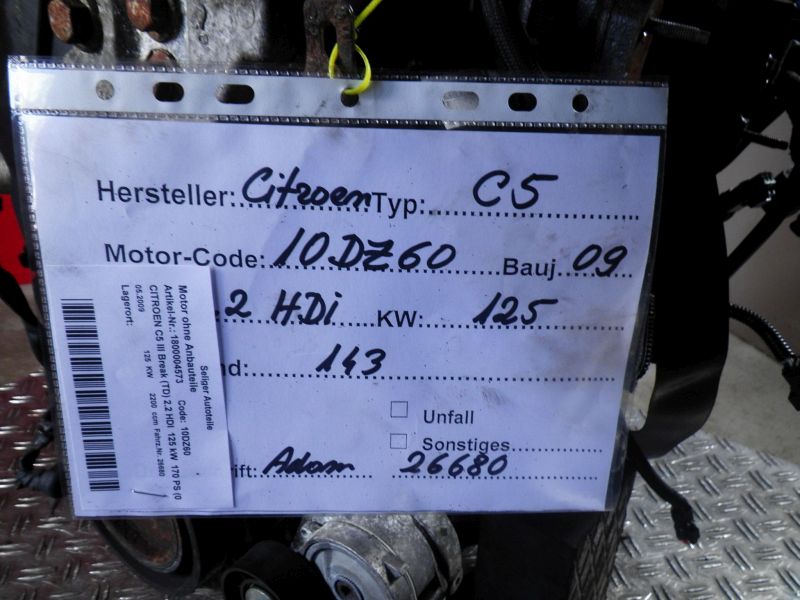 Hersteller: Citroen Typ: C5
Motor-Code: 10DZ60 Bauj 09
.2 HDi KW: 125
nd: 143
Unfall
Sonstiges
rift: Adam 26680
Seliger Autoteile
Motor ohne Anbauteile Code: 10DZ60
Artikel-Nr.: 1800004573
CITROEN C5 III Break (TD) 2.2 HDI 125 kW 170 PS (0
05.2009 125 KW 2200 ccm Fahrz.Nr. 26680
Lagerort: